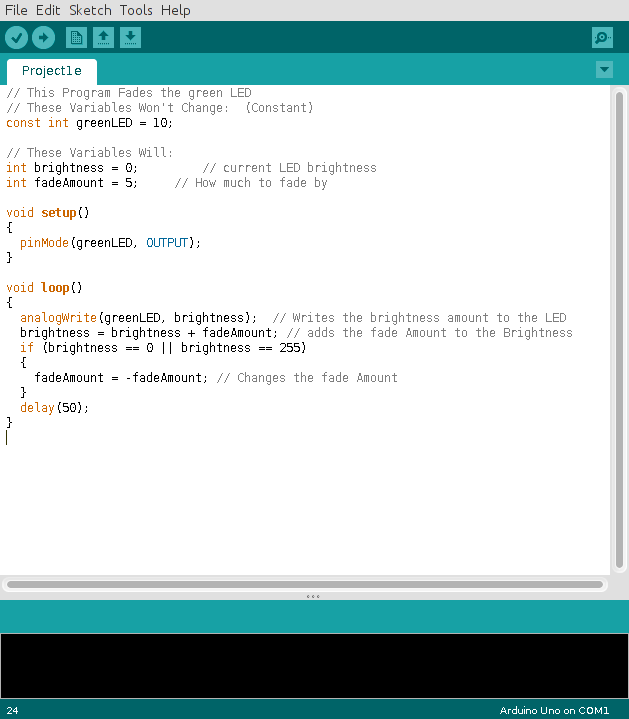 File Edit Sketch Tools Help
Project1e
// This Program Fades the green LED
// These Variables Won't Change:  (Constant)
const int greenLED = 10;
// These Variables Will:
int brightness = 0;         // current LED brightness
int fadeAmount = 5;     // How much to fade by
void setup()
{
  pinMode(greenLED, OUTPUT);
}
void loop()
{
  analogWrite(greenLED, brightness);  // Writes the brightness amount to the LED
  brightness = brightness + fadeAmount; // adds the fade Amount to the Brightness
  if (brightness == 0 || brightness == 255)
  {
    fadeAmount = -fadeAmount; // Changes the fade Amount
  }
  delay(50);
}
24
Arduino Uno on COM1